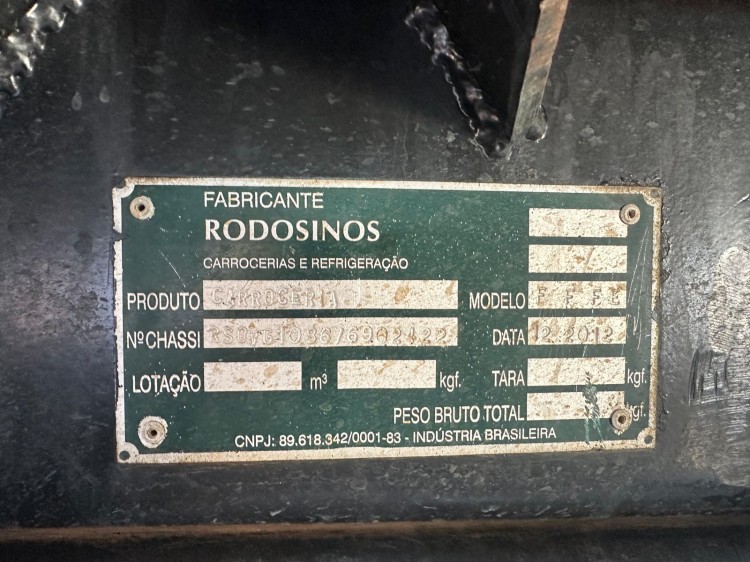 FABRICANTE
RODOSINOS
CARROCERIAS E REFRIGERAÇÃO
PRODUTO CARROSERIA MODELO
Nº CHASSI DATA 12 2012
LOTAÇÃO m³ kgf. TARA kgf.
PESO BRUTO TOTAL kgf.
CNPJ: 89.618.342/0001-83 - INDÚSTRIA BRASILEIRA